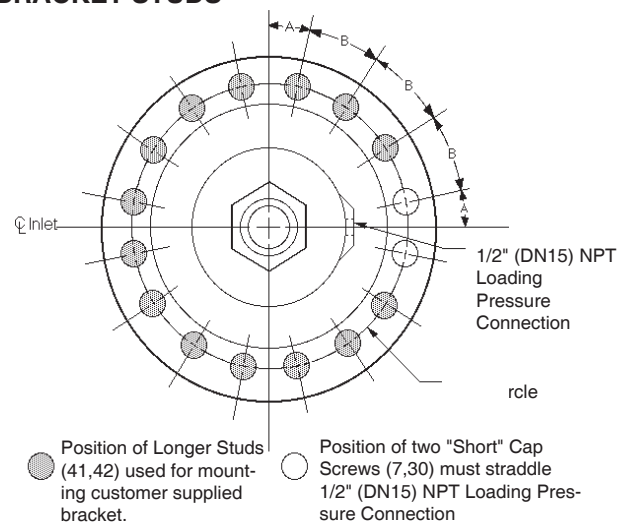 BRACKET STUDS
A
B
B
B
A
℄ Inlet
1/2" (DN15) NPT
Loading
Pressure
Connection
rcle
Position of Longer Studs
(41,42) used for mount-
ing customer supplied
bracket.
Position of two "Short" Cap
Screws (7,30) must straddle
1/2" (DN15) NPT Loading Pres-
sure Connection